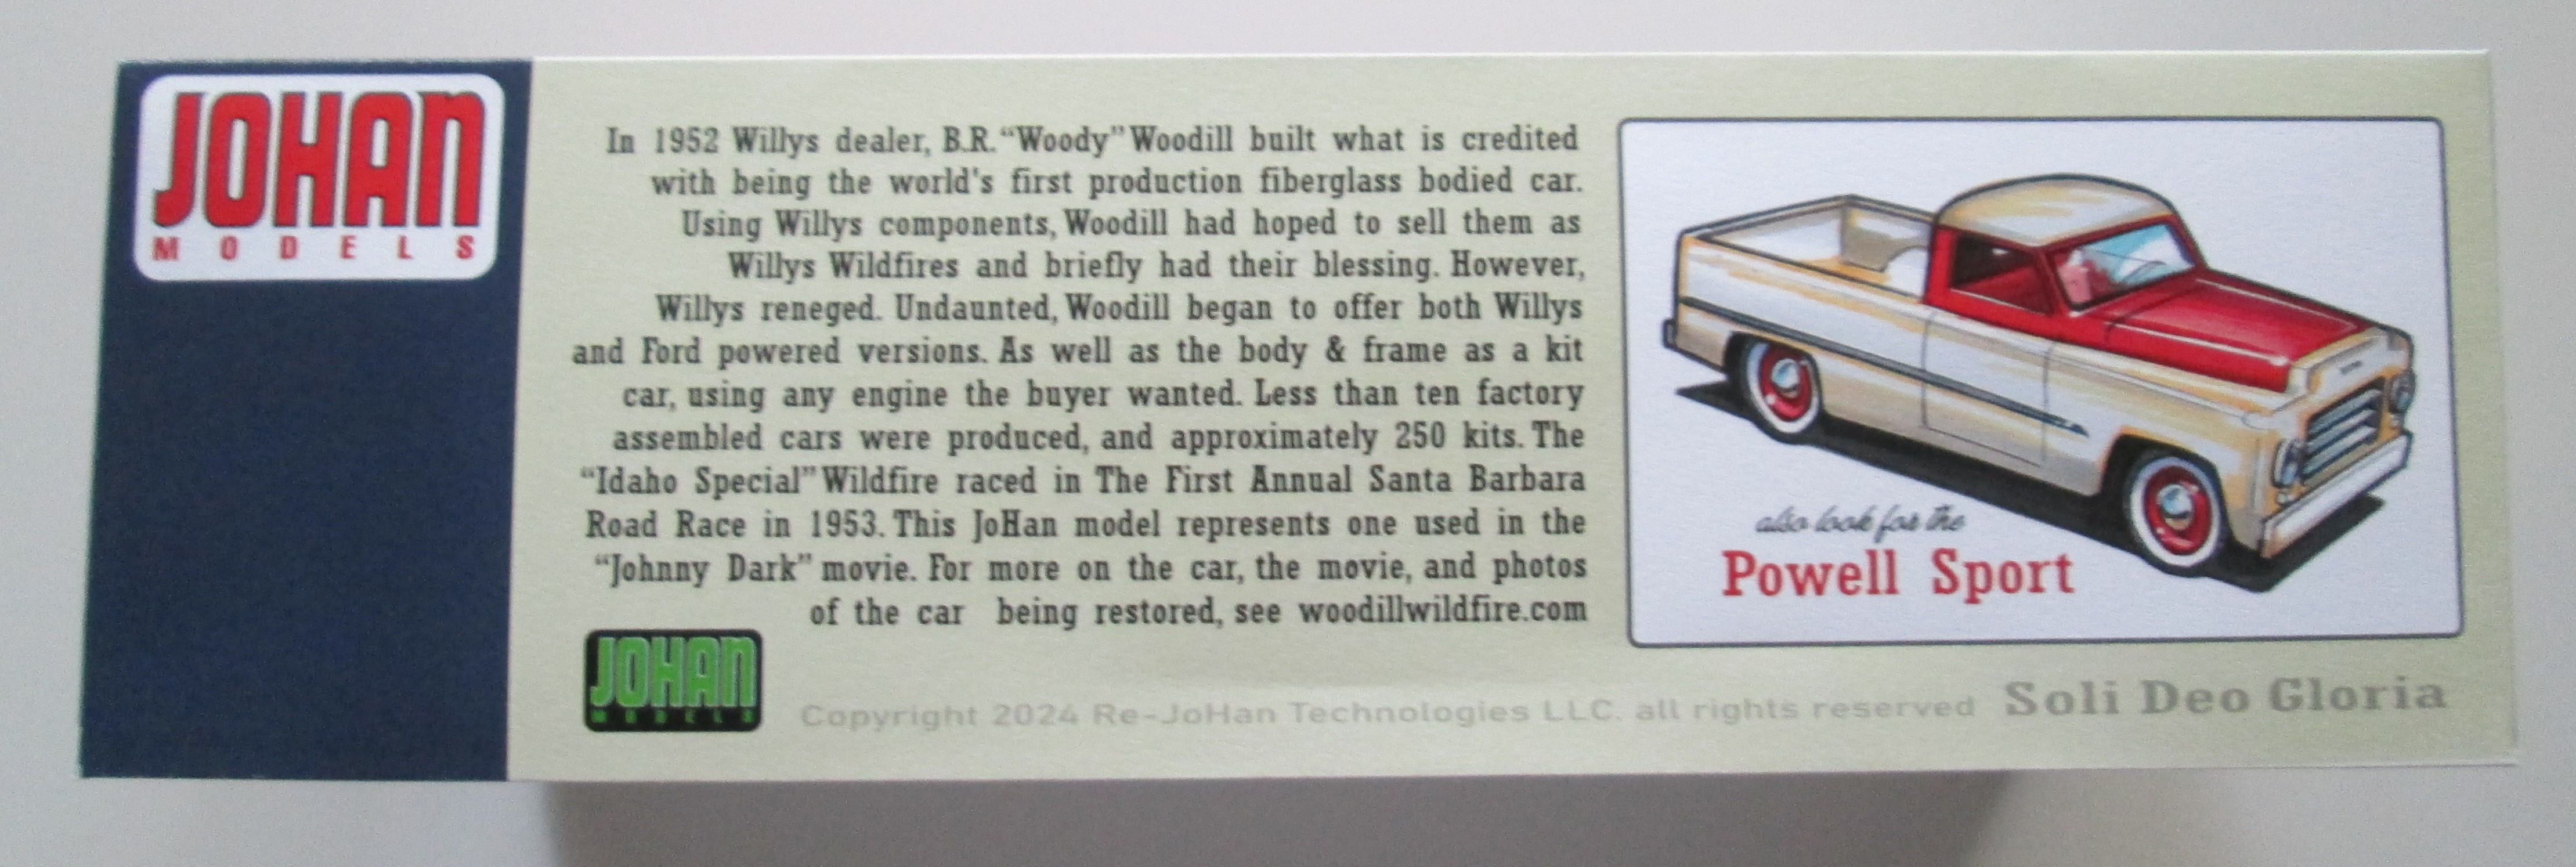 JOHAN
MODELS
In 1952 Willys dealer, B.R. “Woody” Woodill built what is credited
with being the world's first production fiberglass bodied car.
Using Willys components, Woodill had hoped to sell them as
Willys Wildfires and briefly had their blessing. However,
Willys reneged. Undaunted, Woodill began to offer both Willys
and Ford powered versions. As well as the body & frame as a kit
car, using any engine the buyer wanted. Less than ten factory
assembled cars were produced, and approximately 250 kits. The
“Idaho Special” Wildfire raced in The First Annual Santa Barbara
Road Race in 1953. This JoHan model represents one used in the
“Johnny Dark” movie. For more on the car, the movie, and photos
of the car being restored, see woodillwildfire.com
also look for the
Powell Sport
JOHAN
MODELS
Copyright 2024 Re-JoHan Technologies LLC. all rights reserved Soli Deo Gloria